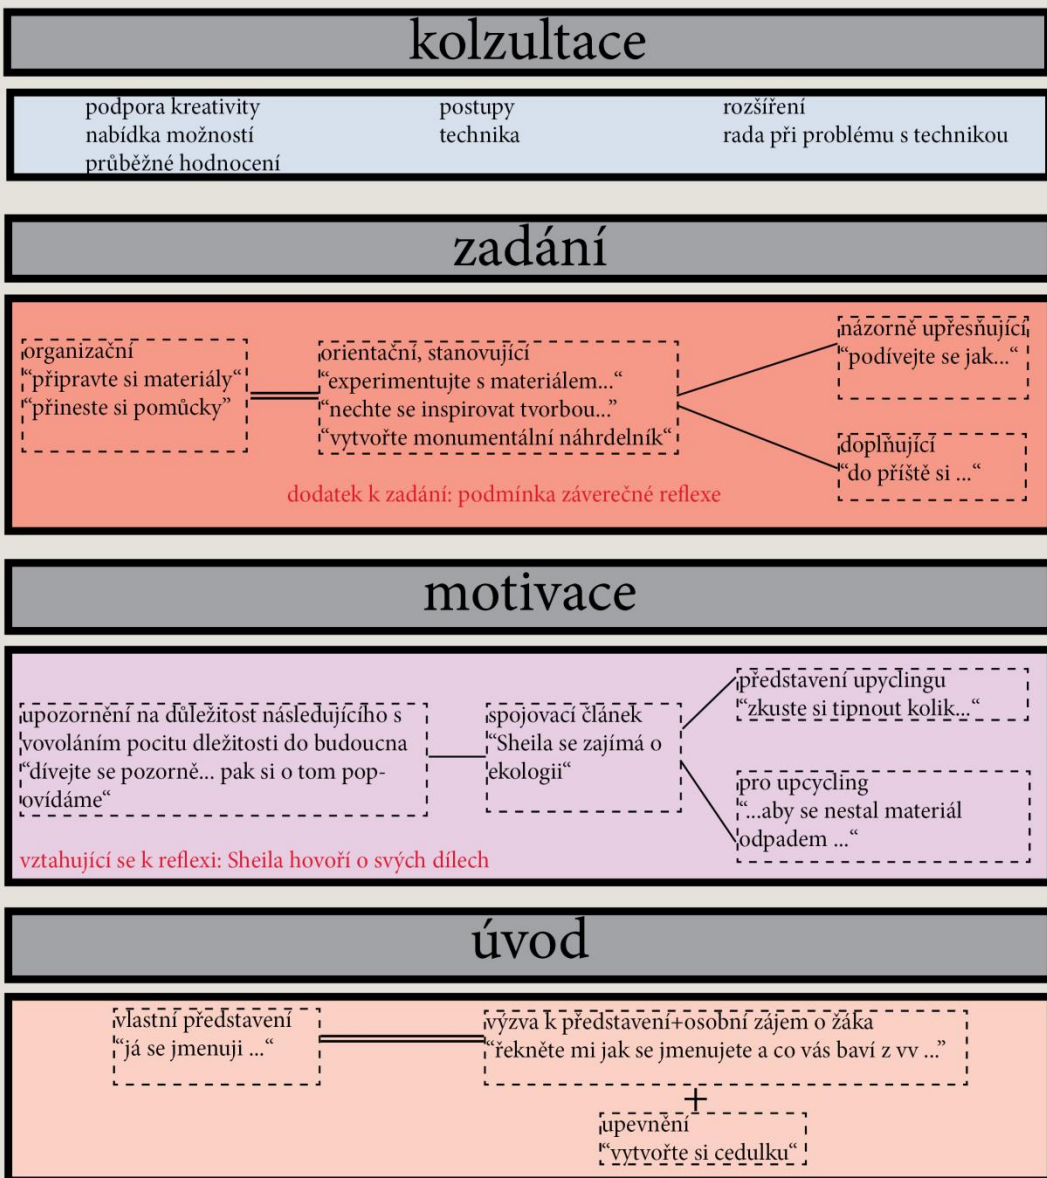 kolzultace
podpora kreativity
nabídka možností
průběžné hodnocení
postupy
technika
rozšíření
rada při problému s technikou
zadání
organizační
“připravte si materiály“
“přineste si pomůcky”
orientační, stanovující
“experimentujte s materiálem...“
“nechte se inspirovat tvorbou...”
“vytvořte monumentální náhrdelník“
názorně upřesňující
“podívejte se jak...“
doplňující
“do příště si ...“
dodatek k zadání: podmínka záverečné reflexe
motivace
upozornění na důležitost následujícího s
vovoláním pocitu dležitosti do budoucna
“dívejte se pozorně... pak si o tom pop-
ovídáme“
spojovací článek
“Sheila se zajímá o
ekologii“
představení upyclingu
“zkuste si tipnout kolik...“
pro upcycling
“...aby se nestal materiál
odpadem ...“
vztahující se k reflexi: Sheila hovoří o svých dílech
úvod
vlastní představení
“já se jmenuji ...“
výzva k představení+osobní zájem o žáka
“řekněte mi jak se jmenujete a co vás baví z vv ...”
+
upevnění
“vytvořte si cedulku“